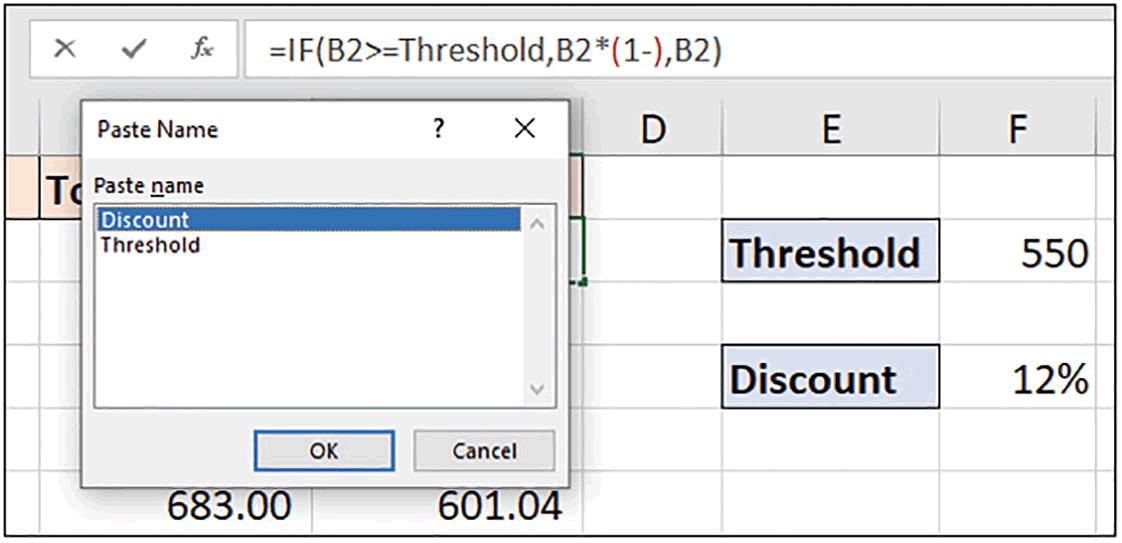 fx =IF(B2>=Threshold,B2*(1-),B2)
Paste Name ? D E F
Paste name
Discount
Threshold
Threshold 550
Discount 12%
OK Cancel
683.00 601.04